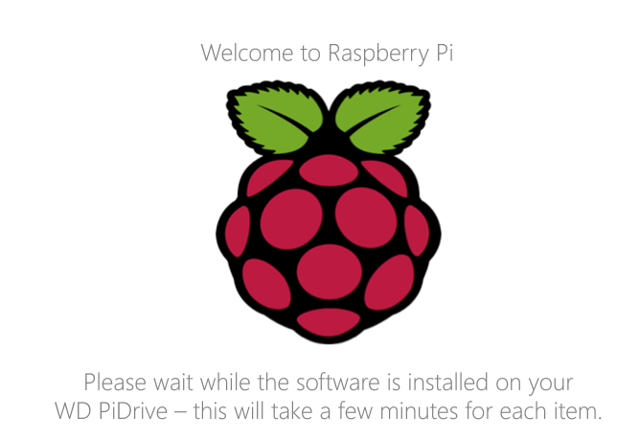 Welcome to Raspberry Pi
Please wait while the software is installed on your
WD PiDrive – this will take a few minutes for each item.